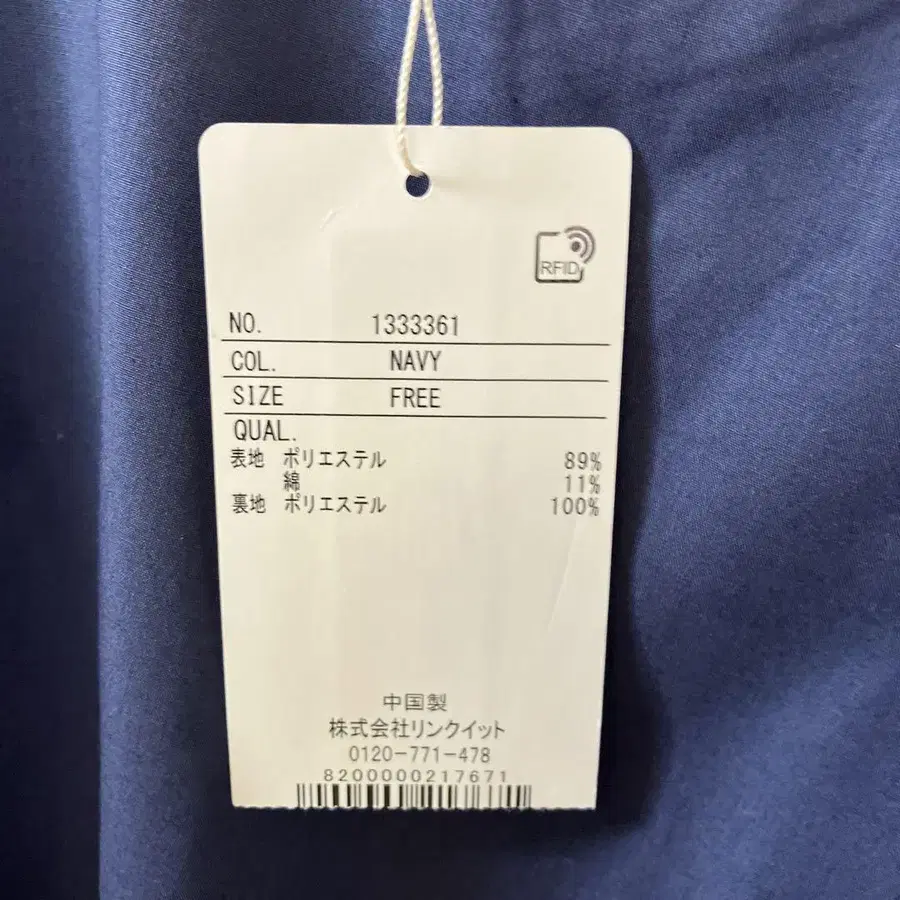 RFID
NO. 1333361
COL. NAVY
SIZE FREE
QUAL.
表地 ポリエステル 89%
綿 11%
裏地 ポリエステル 100%
中国製
株式会社リンクイット
0120-771-478
8200000217671